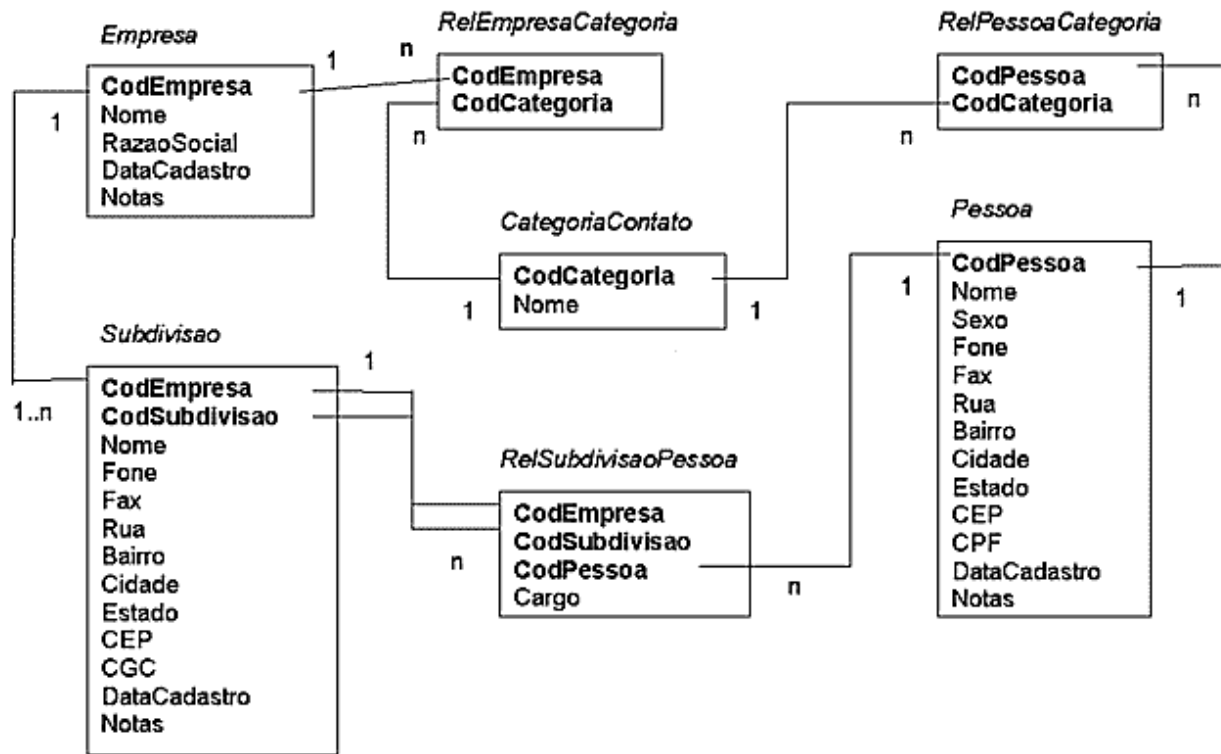 Empresa
1
n
CodEmpresa
Nome
RazaoSocial
DataCadastro
Notas
1
RelEmpresaCategoria
CodEmpresa
CodCategoria
n
RelPessoaCategoria
CodPessoa
CodCategoria
n
n
CategoriaContato
CodCategoria
Nome
1
1
Pessoa
CodPessoa
Nome
Sexo
Fone
Fax
Rua
Bairro
Cidade
Estado
CEP
CPF
DataCadastro
Notas
1
1
Subdivisao
1
CodEmpresa
CodSubdivisao
Nome
Fone
Fax
Rua
Bairro
Cidade
Estado
CEP
CGC
DataCadastro
Notas
1..n
RelSubdivisaoPessoa
CodEmpresa
CodSubdivisao
CodPessoa
Cargo
n
n